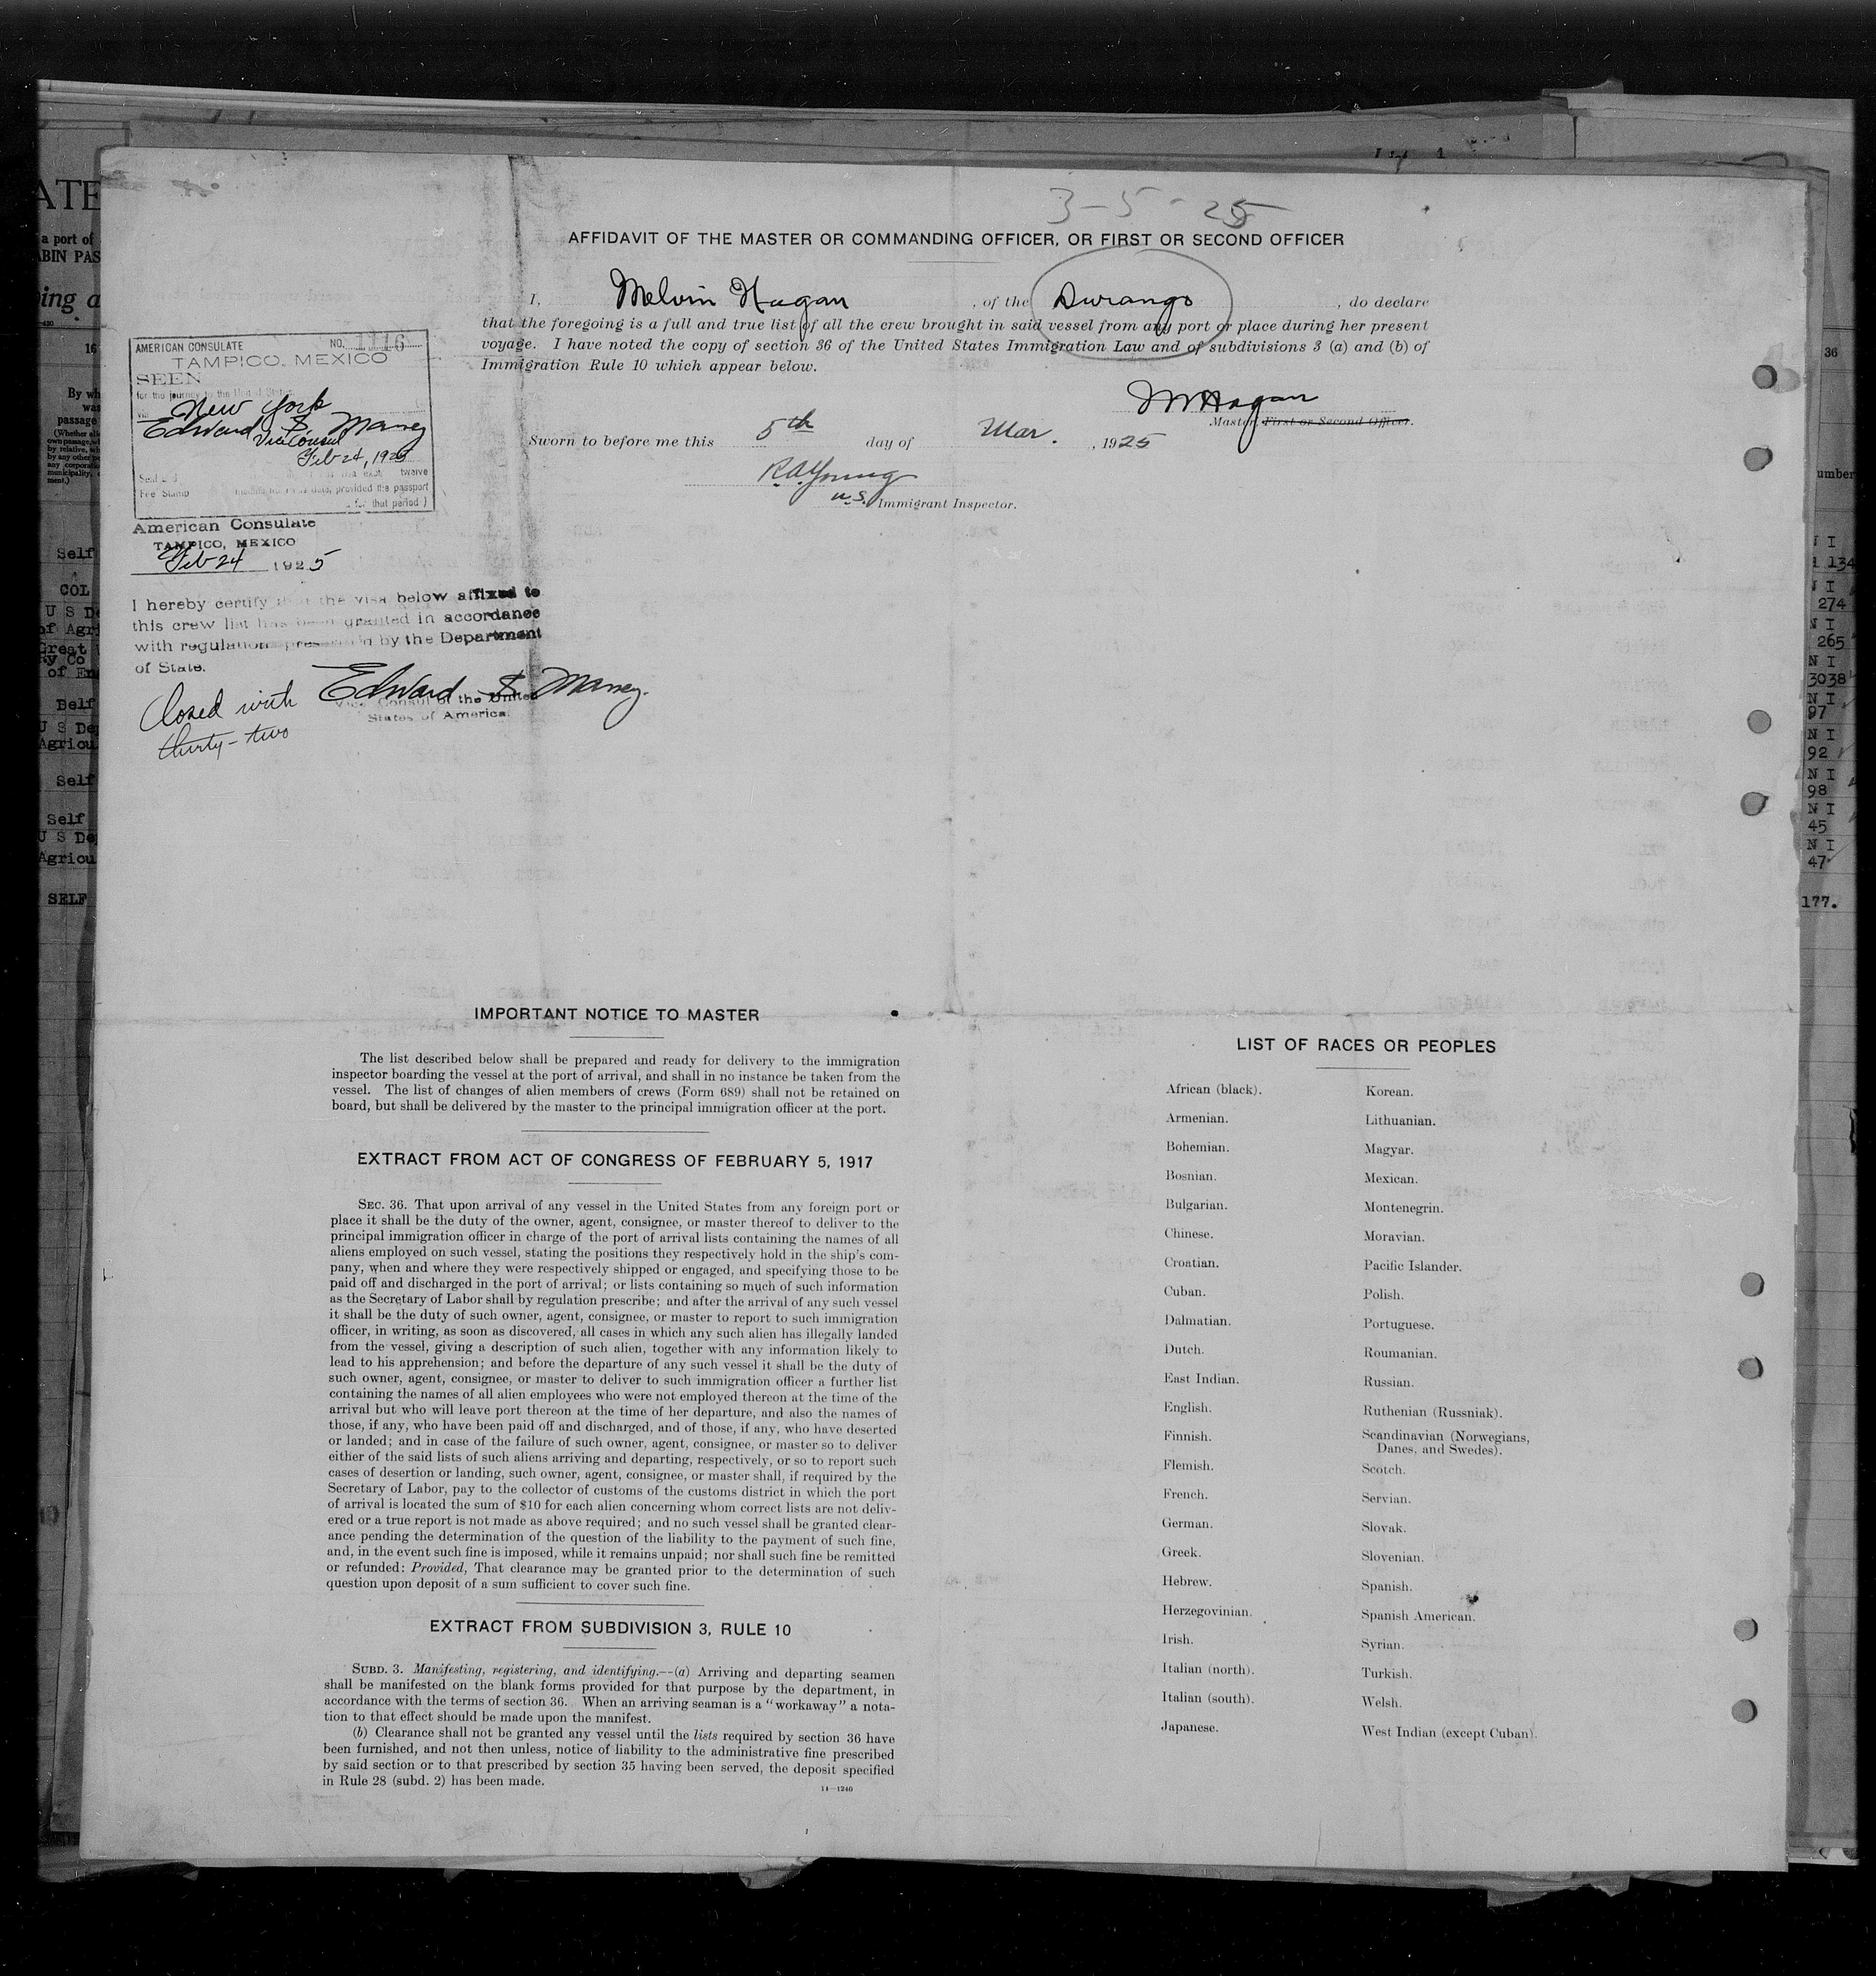 3-5-25
AFFIDAVIT OF THE MASTER OR COMMANDING OFFICER, OR FIRST OR SECOND OFFICER
I, Melvin Hagan, of the Durango, do declare
that the foregoing is a full and true list of all the crew brought in said vessel from any port or place during her present
voyage. I have noted the copy of section 36 of the United States Immigration Law and of subdivisions 3 (a) and (b) of
Immigration Rule 10 which appear below.
M Hagan
Master, First or Second Officer.
Sworn to before me this 5th day of Mar., 1925
R.A. Young
U.S. Immigrant Inspector.
AMERICAN CONSULATE NO. 1116
TAMPICO, MEXICO
SEEN
for the journey to the United States
via New York
Edward S. Maney
Vice Consul
Feb 24, 1925
twelve
Fee Stamp months from this date, provided the passport
for that period)
American Consulate
TAMPICO, MEXICO
Feb 24 1925
I hereby certify that the visa below affixed to
this crew list has been granted in accordance
with regulations prescribed by the Department
of State.
Edward S. Maney.
Vice Consul of the United
States of America.
Closed with
thirty-two
IMPORTANT NOTICE TO MASTER
The list described below shall be prepared and ready for delivery to the immigration
inspector boarding the vessel at the port of arrival, and shall in no instance be taken from the
vessel. The list of changes of alien members of crews (Form 689) shall not be retained on
board, but shall be delivered by the master to the principal immigration officer at the port.
EXTRACT FROM ACT OF CONGRESS OF FEBRUARY 5, 1917
SEC. 36. That upon arrival of any vessel in the United States from any foreign port or
place it shall be the duty of the owner, agent, consignee, or master thereof to deliver to the
principal immigration officer in charge of the port of arrival lists containing the names of all
aliens employed on such vessel, stating the positions they respectively hold in the ship's com-
pany, when and where they were respectively shipped or engaged, and specifying those to be
paid off and discharged in the port of arrival; or lists containing so much of such information
as the Secretary of Labor shall by regulation prescribe; and after the arrival of any such vessel
it shall be the duty of such owner, agent, consignee, or master to report to such immigration
officer, in writing, as soon as discovered, all cases in which any such alien has illegally landed
from the vessel, giving a description of such alien, together with any information likely to
lead to his apprehension; and before the departure of any such vessel it shall be the duty of
such owner, agent, consignee, or master to deliver to such immigration officer a further list
containing the names of all alien employees who were not employed thereon at the time of the
arrival but who will leave port thereon at the time of her departure, and also the names of
those, if any, who have been paid off and discharged, and of those, if any, who have deserted
or landed; and in case of the failure of such owner, agent, consignee, or master so to deliver
either of the said lists of such aliens arriving and departing, respectively, or so to report such
cases of desertion or landing, such owner, agent, consignee, or master shall, if required by the
Secretary of Labor, pay to the collector of customs of the customs district in which the port
of arrival is located the sum of $10 for each alien concerning whom correct lists are not deliv-
ered or a true report is not made as above required; and no such vessel shall be granted clear-
ance pending the determination of the question of the liability to the payment of such fine,
and, in the event such fine is imposed, while it remains unpaid; nor shall such fine be remitted
or refunded: Provided, That clearance may be granted prior to the determination of such
question upon deposit of a sum sufficient to cover such fine.
EXTRACT FROM SUBDIVISION 3, RULE 10
SUBD. 3. Manifesting, registering, and identifying.--(a) Arriving and departing seamen
shall be manifested on the blank forms provided for that purpose by the department, in
accordance with the terms of section 36. When an arriving seaman is a "workaway" a nota-
tion to that effect should be made upon the manifest.
(b) Clearance shall not be granted any vessel until the lists required by section 36 have
been furnished, and not then unless, notice of liability to the administrative fine prescribed
by said section or to that prescribed by section 35 having been served, the deposit specified
in Rule 28 (subd. 2) has been made.
14—1240
LIST OF RACES OR PEOPLES
African (black).
Armenian.
Bohemian.
Bosnian.
Bulgarian.
Chinese.
Croatian.
Cuban.
Dalmatian.
Dutch.
East Indian.
English.
Finnish.
Flemish.
French.
German.
Greek.
Hebrew.
Herzegovinian.
Irish.
Italian (north).
Italian (south).
Japanese.
Korean.
Lithuanian.
Magyar.
Mexican.
Montenegrin.
Moravian.
Pacific Islander.
Polish.
Portuguese.
Roumanian.
Russian.
Ruthenian (Russniak).
Scandinavian (Norwegians,
Danes, and Swedes).
Scotch.
Servian.
Slovak.
Slovenian.
Spanish.
Spanish American.
Syrian.
Turkish.
Welsh.
West Indian (except Cuban).